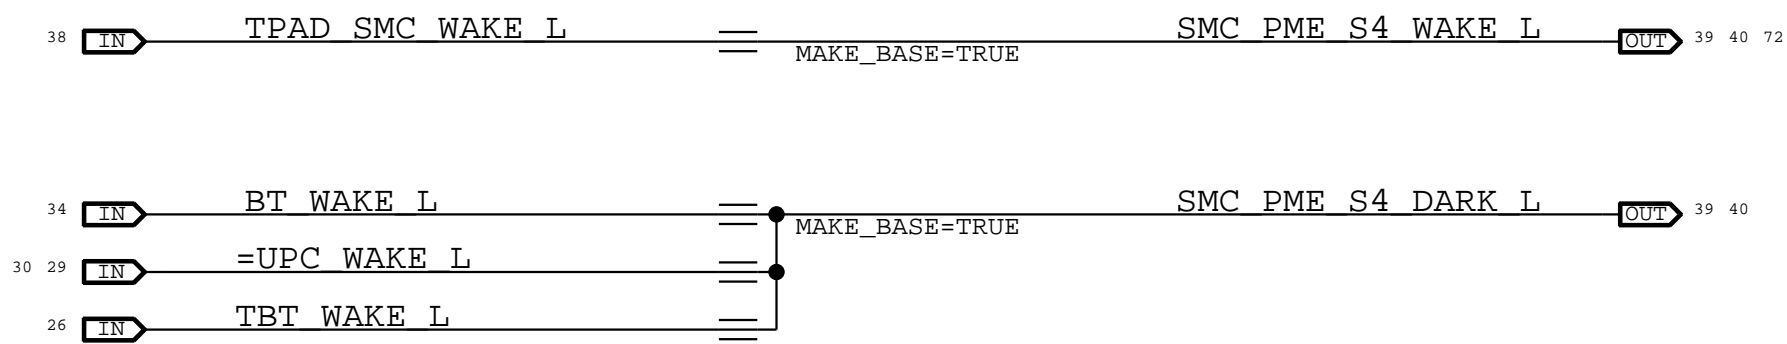 38 IN TPAD_SMC_WAKE_L SMC_PME_S4_WAKE_L OUT 39 40 72
MAKE_BASE=TRUE
34 IN BT_WAKE_L SMC_PME_S4_DARK_L OUT 39 40
MAKE_BASE=TRUE
30 29 IN =UPC_WAKE_L
26 IN TBT_WAKE_L